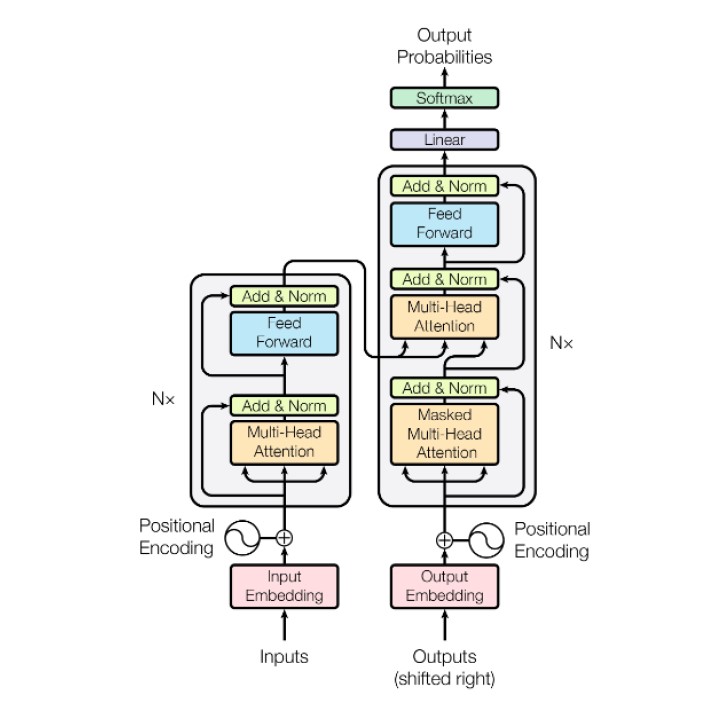 Output
Probabilities
Softmax
Linear
Add & Norm
Feed
Forward
Add & Norm
Multi-Head
Attention
Add & Norm
Masked
Multi-Head
Attention
Nx
Add & Norm
Feed
Forward
Add & Norm
Multi-Head
Attention
Nx
Positional
Encoding
Positional
Encoding
Input
Embedding
Output
Embedding
Inputs
Outputs
(shifted right)